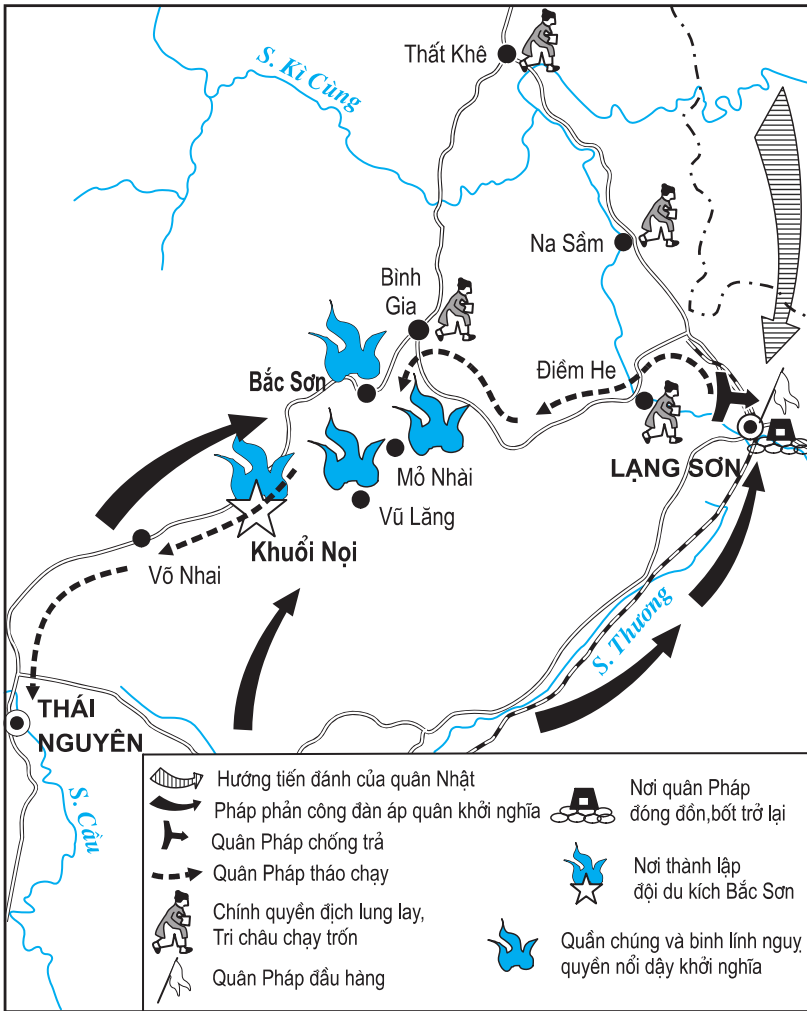 Thất Khê
S. Kì Cùng
Na Sầm
Bình
Gia
Điềm He
Bắc Sơn
LẠNG SƠN
Mỏ Nhài
Vũ Lăng
Khuổi Nọi
Võ Nhai
S. Thương
THÁI
NGUYÊN
S. Cầu
Hướng tiến đánh của quân Nhật
Pháp phản công đàn áp quân khởi nghĩa
Quân Pháp chống trả
Quân Pháp tháo chạy
Chính quyền địch lung lay,
Tri châu chạy trốn
Quân Pháp đầu hàng
Nơi quân Pháp
đóng đồn,bốt trở lại
Nơi thành lập
đội du kích Bắc Sơn
Quần chúng và binh lính nguỵ
quyền nổi dậy khởi nghĩa